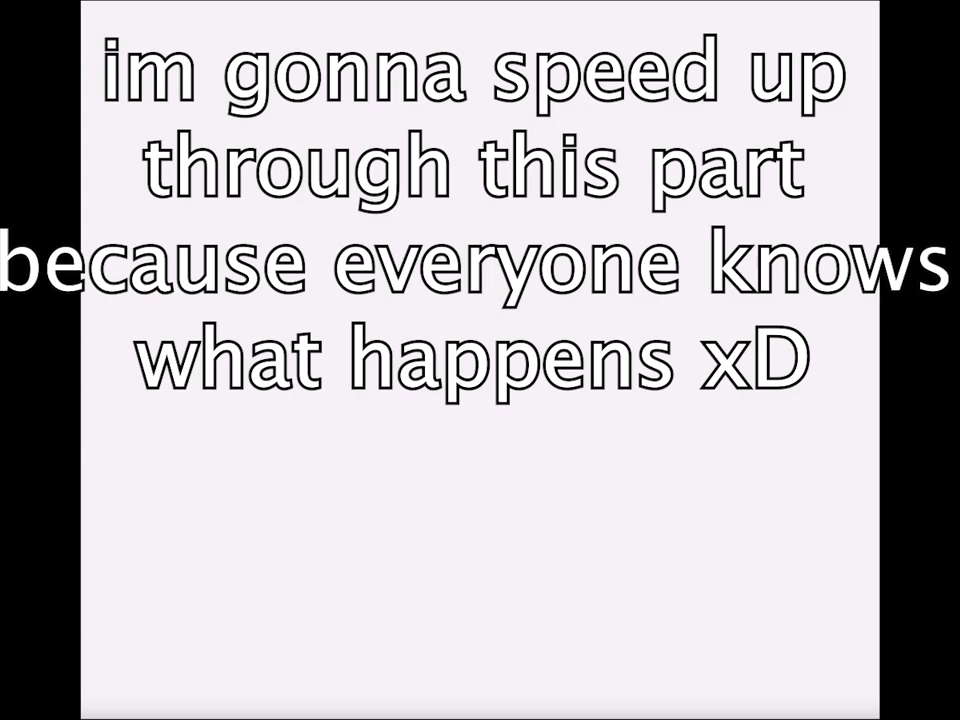 im gonna speed up
through this part
because everyone knows
what happens xD